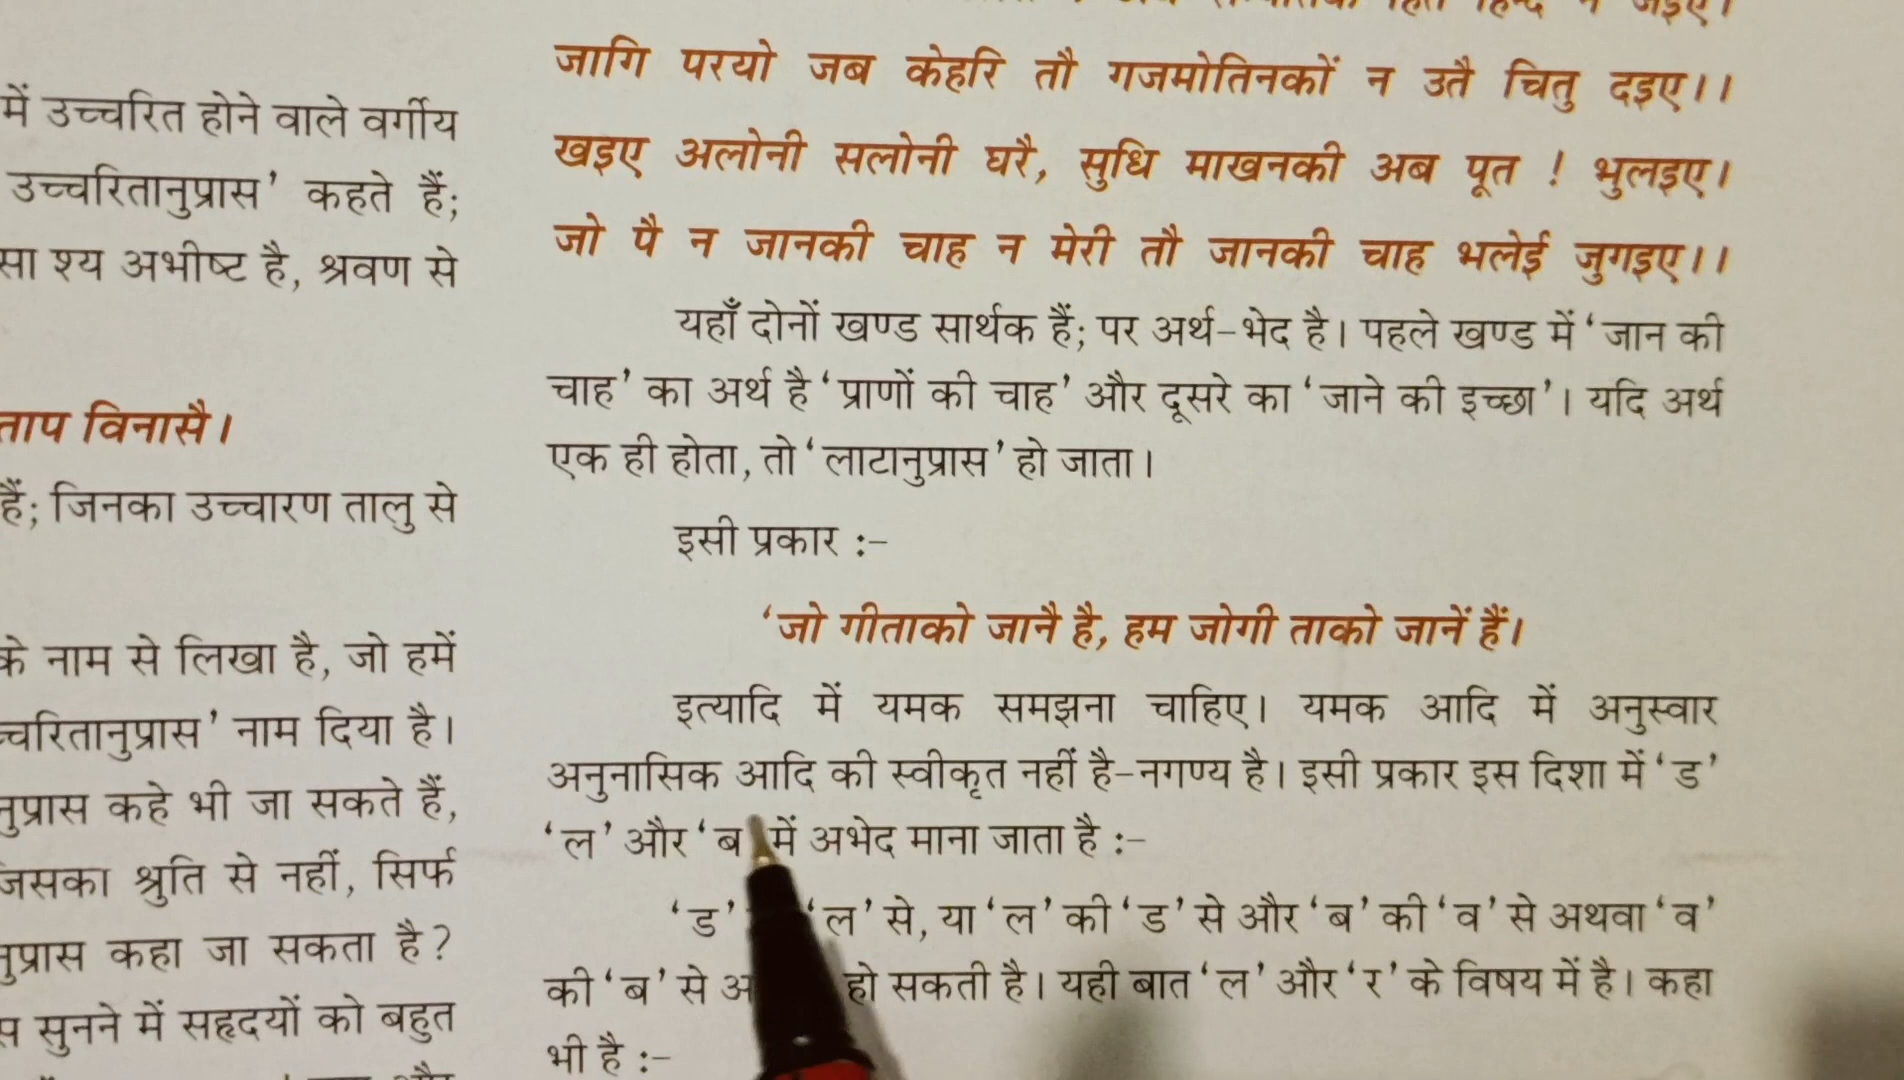 में उच्चरित होने वाले वर्गीय
उच्चरितानुप्रास’ कहते हैं;
सा श्य अभीष्ट है, श्रवण से
ताप विनासै।
हैं; जिनका उच्चारण तालु से
के नाम से लिखा है, जो हमें
च्चरितानुप्रास’ नाम दिया है।
नुप्रास कहे भी जा सकते हैं,
जिसका श्रुति से नहीं, सिर्फ
नुप्रास कहा जा सकता है?
सुनने में सहृदयों को बहुत
जागि परयो जब केहरि तौ गजमोतिनकों न उतै चितु दइए।।
खइए अलोनी सलोनी घरै, सुधि माखनकी अब पूत ! भुलइए।
जो पै न जानकी चाह न मेरी तौ जानकी चाह भलेई जुगइए।।
यहाँ दोनों खण्ड सार्थक हैं; पर अर्थ-भेद है। पहले खण्ड में ‘जान की
चाह’ का अर्थ है ‘प्राणों की चाह’ और दूसरे का ‘जाने की इच्छा’। यदि अर्थ
एक ही होता, तो ‘लाटानुप्रास’ हो जाता।
इसी प्रकार :-
‘जो गीताको जानै है, हम जोगी ताको जानें हैं।
इत्यादि में यमक समझना चाहिए। यमक आदि में अनुस्वार
अनुनासिक आदि की स्वीकृत नहीं है-नगण्य है। इसी प्रकार इस दिशा में ‘ड’
‘ल’ और ‘ब में अभेद माना जाता है :-
‘ड’ ‘ल’ से, या ‘ल’ की ‘ड’ से और ‘ब’ की ‘व’ से अथवा ‘व’
की ‘ब’ से हो सकती है। यही बात ‘ल’ और ‘र’ के विषय में है। कहा
भी है :-